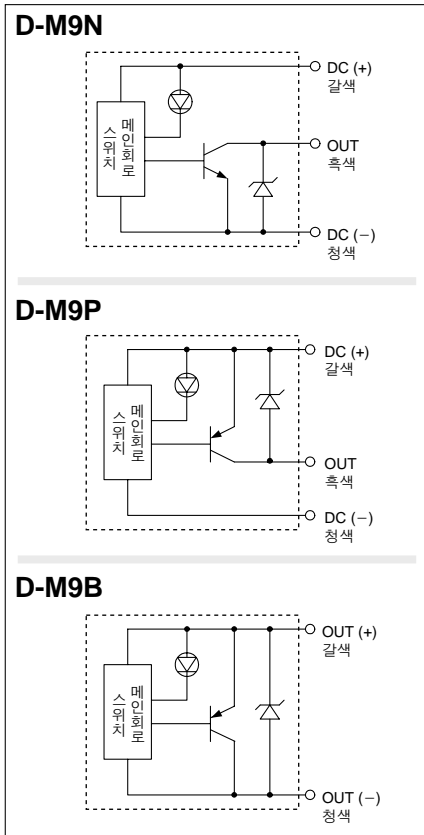 D-M9N
DC (+)
갈색
스위치
메인회로
OUT
흑색
DC (−)
청색
D-M9P
DC (+)
갈색
스위치
메인회로
OUT
흑색
DC (−)
청색
D-M9B
OUT (+)
갈색
스위치
메인회로
OUT (−)
청색